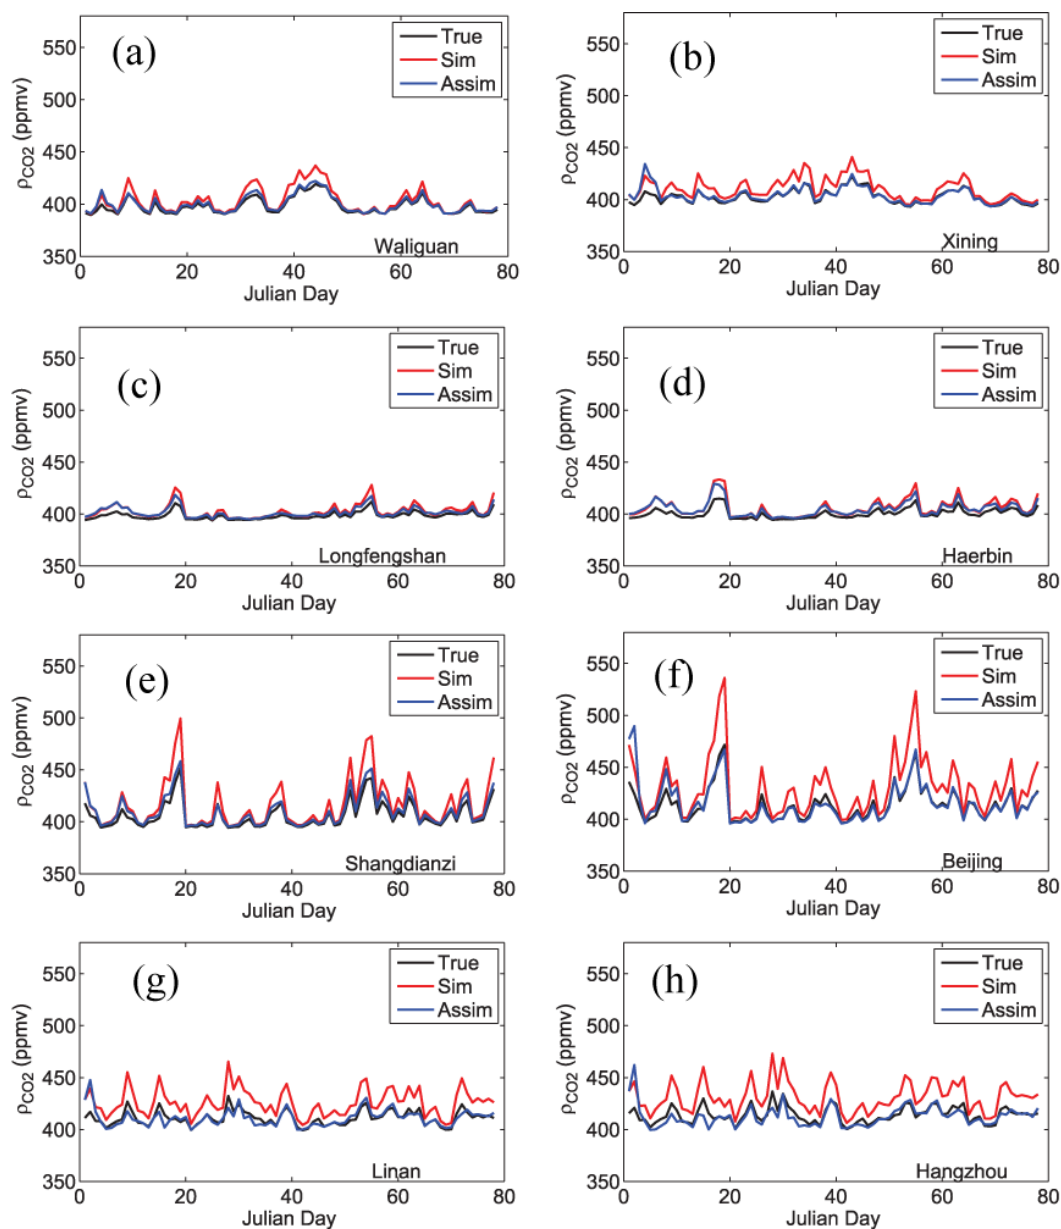 (a)
True
Sim
Assim
ρCO2 (ppmv)
550
500
450
400
350
Waliguan
0 20 40 60 80
Julian Day
(b)
True
Sim
Assim
ρCO2 (ppmv)
550
500
450
400
350
Xining
0 20 40 60 80
Julian Day
(c)
True
Sim
Assim
ρCO2 (ppmv)
550
500
450
400
350
Longfengshan
0 20 40 60 80
Julian Day
(d)
True
Sim
Assim
ρCO2 (ppmv)
550
500
450
400
350
Haerbin
0 20 40 60 80
Julian Day
(e)
True
Sim
Assim
ρCO2 (ppmv)
550
500
450
400
350
Shangdianzi
0 20 40 60 80
Julian Day
(f)
True
Sim
Assim
ρCO2 (ppmv)
550
500
450
400
350
Beijing
0 20 40 60 80
Julian Day
(g)
True
Sim
Assim
ρCO2 (ppmv)
550
500
450
400
350
Linan
0 20 40 60 80
Julian Day
(h)
True
Sim
Assim
ρCO2 (ppmv)
550
500
450
400
350
Hangzhou
0 20 40 60 80
Julian Day